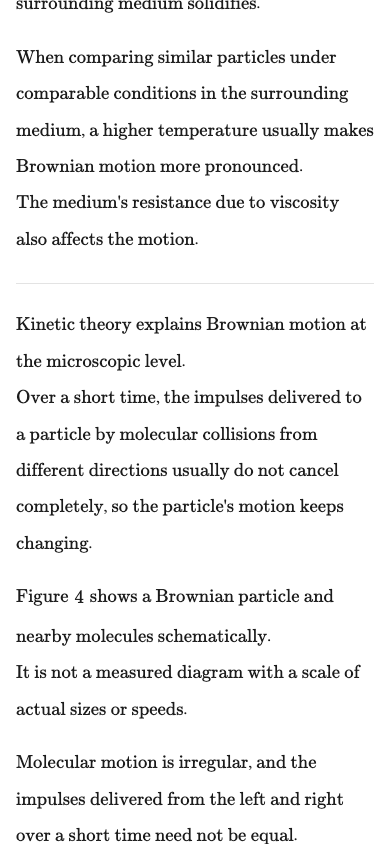 surrounding medium solidifies.
When comparing similar particles under
comparable conditions in the surrounding
medium, a higher temperature usually makes
Brownian motion more pronounced.
The medium's resistance due to viscosity
also affects the motion.
Kinetic theory explains Brownian motion at
the microscopic level.
Over a short time, the impulses delivered to
a particle by molecular collisions from
different directions usually do not cancel
completely, so the particle's motion keeps
changing.
Figure 4 shows a Brownian particle and
nearby molecules schematically.
It is not a measured diagram with a scale of
actual sizes or speeds.
Molecular motion is irregular, and the
impulses delivered from the left and right
over a short time need not be equal.